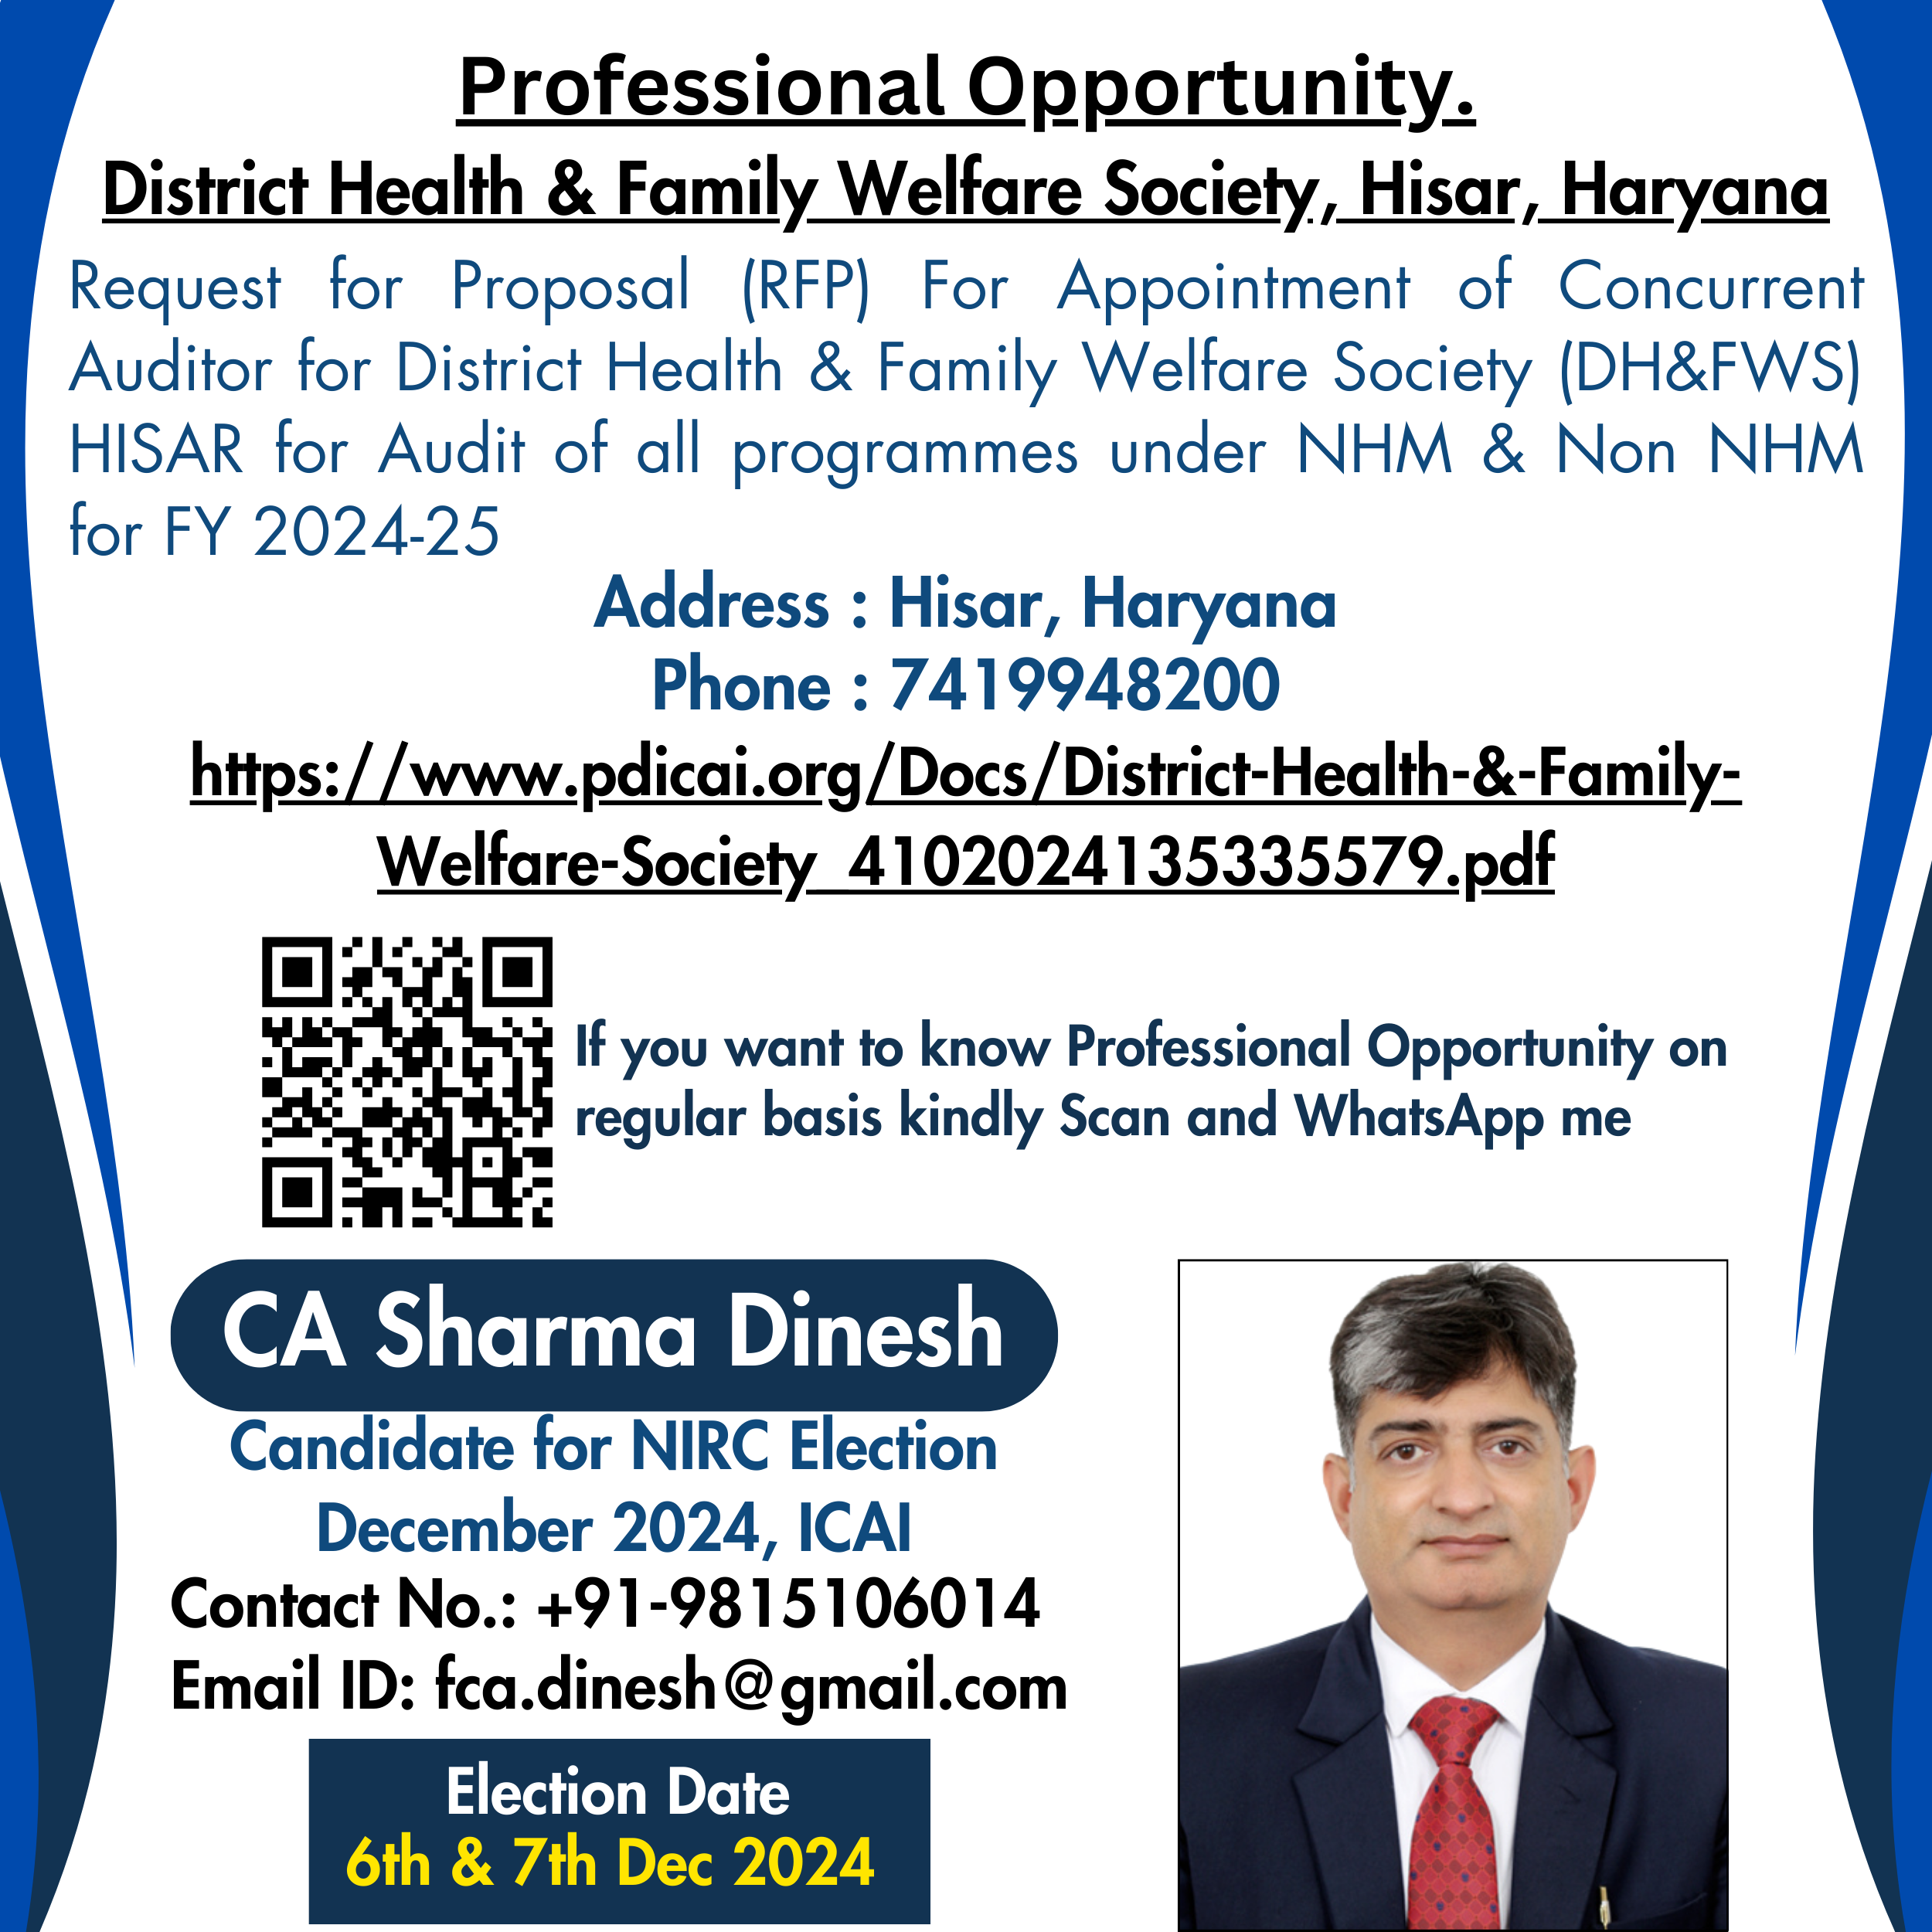 Professional Opportunity.
District Health & Family Welfare Society, Hisar, Haryana
Request for Proposal (RFP) For Appointment of Concurrent
Auditor for District Health & Family Welfare Society (DH&FWS)
HISAR for Audit of all programmes under NHM & Non NHM
for FY 2024-25
Address : Hisar, Haryana
Phone : 7419948200
https://www.pdicai.org/Docs/District-Health-&-Family-
Welfare-Society_4102024135335579.pdf
If you want to know Professional Opportunity on
regular basis kindly Scan and WhatsApp me
CA Sharma Dinesh
Candidate for NIRC Election
December 2024, ICAI
Contact No.: +91-9815106014
Email ID: fca.dinesh@gmail.com
Election Date
6th & 7th Dec 2024